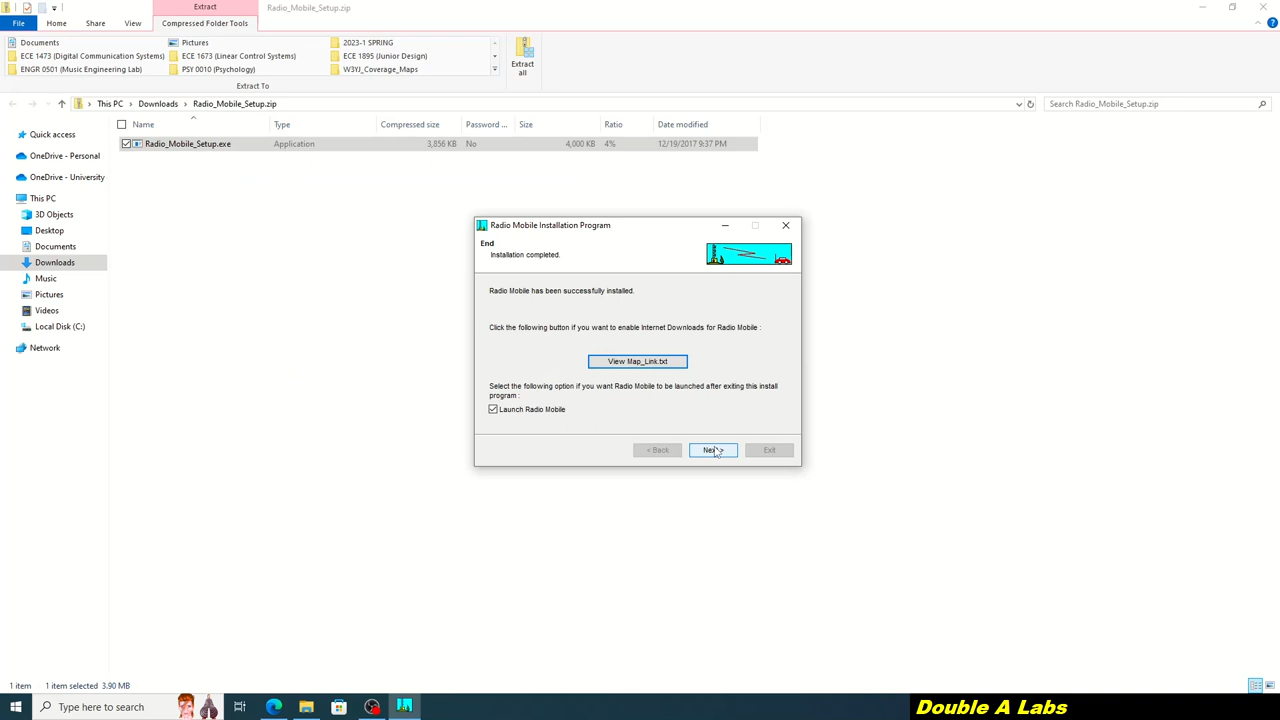 Extract
Radio_Mobile_Setup.zip
File
Home
Share
View
Compressed Folder Tools
Documents
Pictures
2023-1 SPRING
ECE 1473 (Digital Communication Systems)
ECE 1673 (Linear Control Systems)
ECE 1895 (Junior Design)
ENGR 0501 (Music Engineering Lab)
PSY 0010 (Psychology)
W3YJ_Coverage_Maps
Extract
all
Extract To
This PC
Downloads
Radio_Mobile_Setup.zip
Search Radio_Mobile_Setup.zip
Name
Type
Compressed size
Password ...
Size
Ratio
Date modified
Radio_Mobile_Setup.exe
Application
3,856 KB
No
4,000 KB
4%
12/19/2017 9:37 PM
Quick access
OneDrive - Personal
OneDrive - University
This PC
3D Objects
Desktop
Documents
Downloads
Music
Pictures
Videos
Local Disk (C:)
Network
Radio Mobile Installation Program
End
Installation completed.
Radio Mobile has been successfully installed.
Click the following button if you want to enable Internet Downloads for Radio Mobile :
View Map_Link.txt
Select the following option if you want Radio Mobile to be launched after exiting this install
program :
Launch Radio Mobile
< Back
Next >
Exit
1 item
1 item selected 3.90 MB
Type here to search
Double A Labs